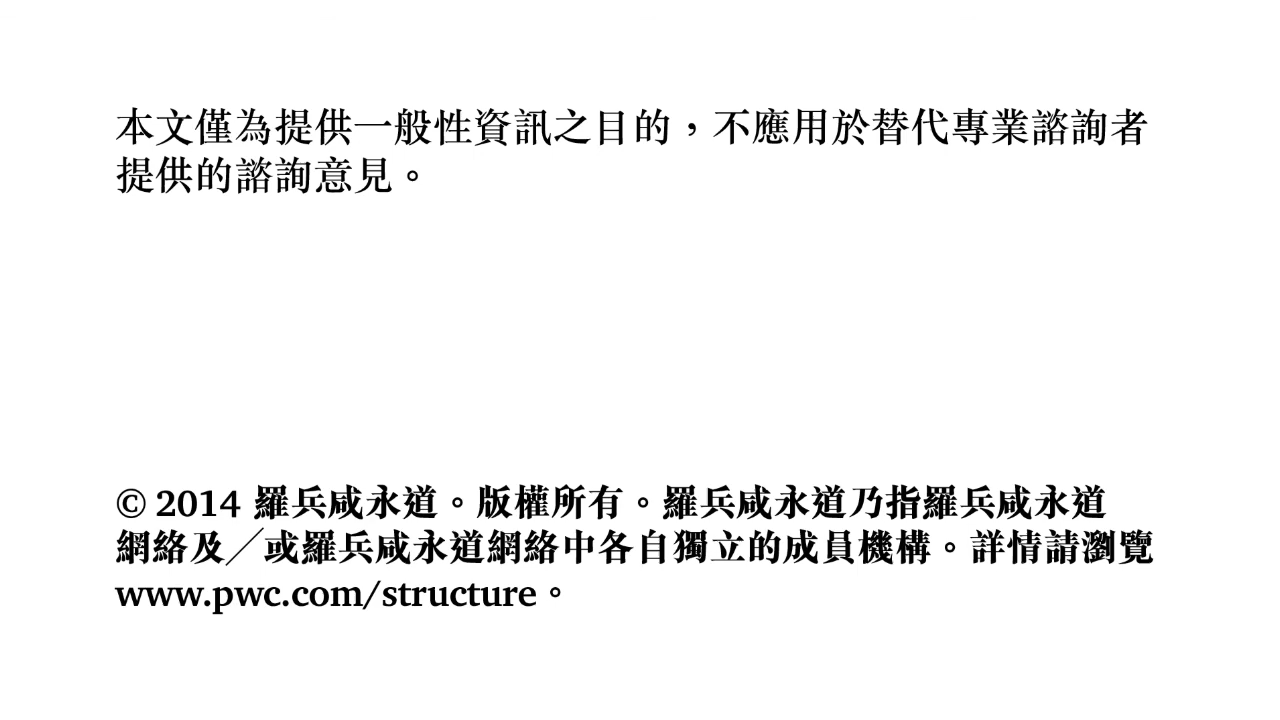 本文僅為提供一般性資訊之目的，不應用於替代專業諮詢者
提供的諮詢意見。
© 2014 羅兵咸永道。版權所有。羅兵咸永道乃指羅兵咸永道
網絡及╱或羅兵咸永道網絡中各自獨立的成員機構。詳情請瀏覽
www.pwc.com/structure。